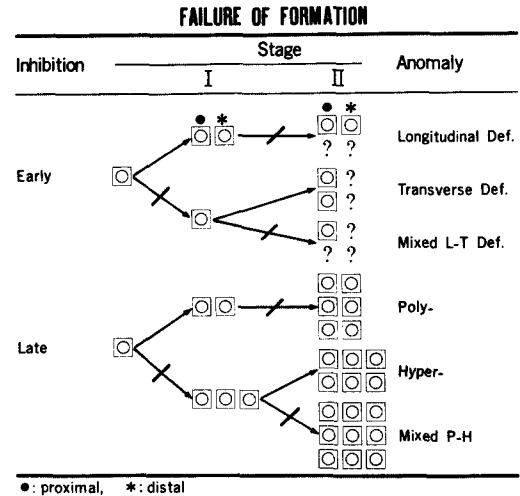 FAILURE OF FORMATION
Stage
Inhibition
Anomaly
I II
● * ● *
Longitudinal Def.
? ?
Early
?
Transverse Def.
?
?
Mixed L-T Def.
? ?
Poly-
Late
Hyper-
Mixed P-H
●: proximal, *: distal